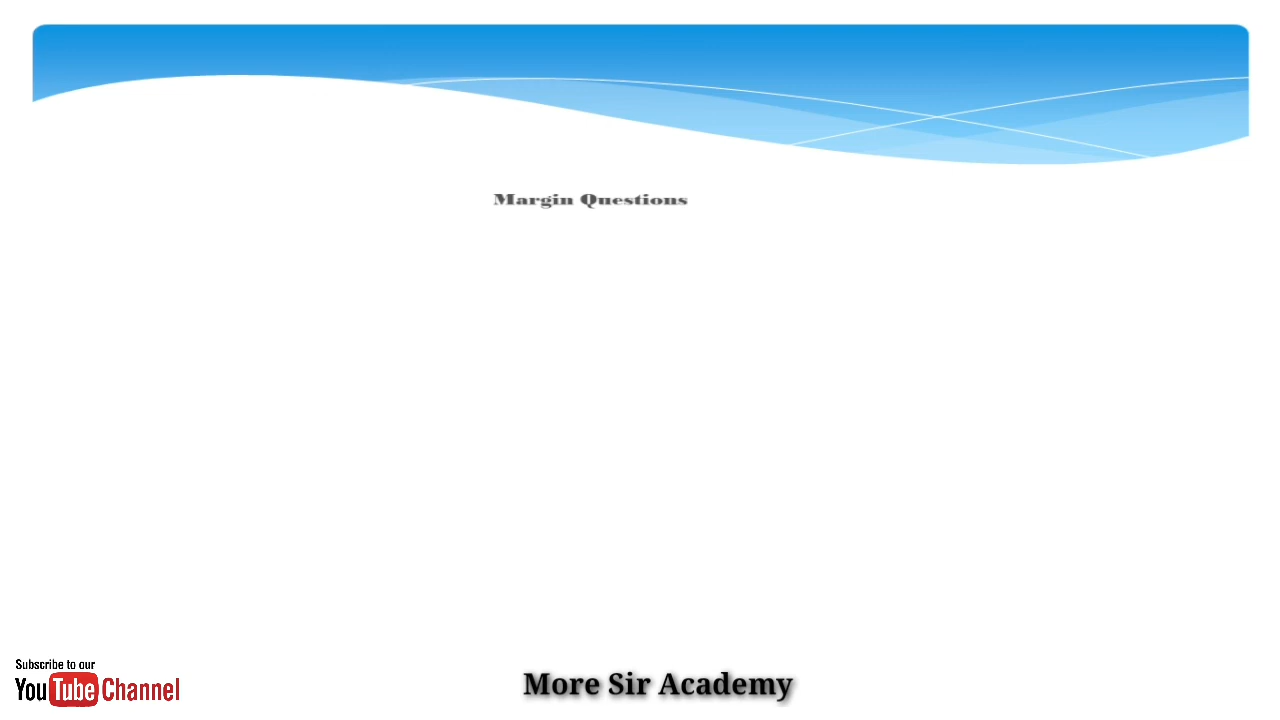 Margin Questions
Subscribe to our
YouTube Channel
More Sir Academy